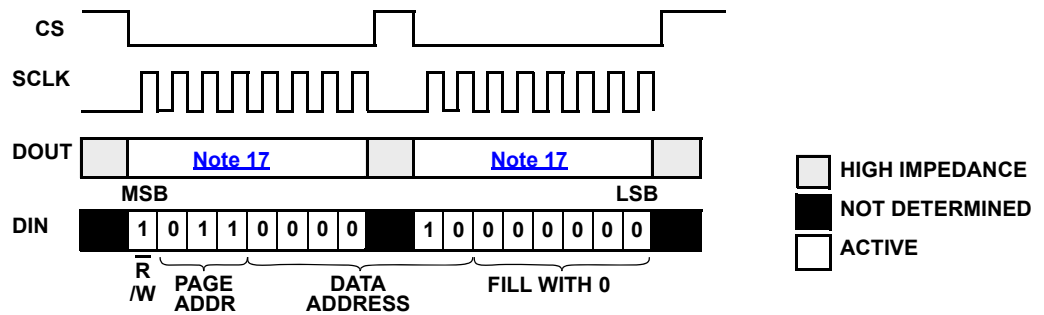 CS
SCLK
DOUT Note 17 Note 17
MSB LSB
DIN 1 0 1 1 0 0 0 0 1 0 0 0 0 0 0 0
R
/W
PAGE
ADDR
DATA
ADDRESS
FILL WITH 0
HIGH IMPEDANCE
NOT DETERMINED
ACTIVE